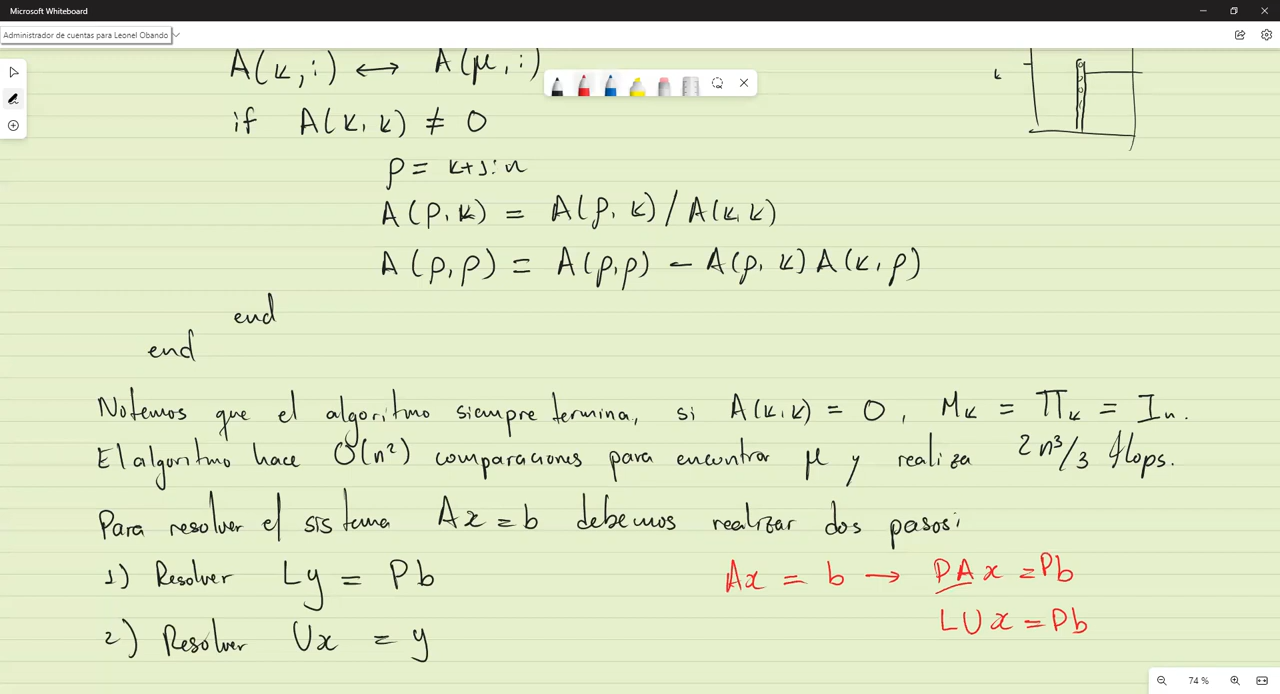 Microsoft Whiteboard
Administrador de cuentas para Leonel Obando
A(k,i) ↔ A(μ,i)
k
if A(k,k) ≠ 0
p = k+1:n
A(p,k) = A(p,k)/A(k,k)
A(p,p) = A(p,p) - A(p,k)A(k,p)
end
end
Notemos que el algoritmo siempre termina, si A(k,k) = 0, Mk = Πk = In.
El algoritmo hace O(n²) comparaciones para encontrar μ y realiza 2n³/3 flops.
Para resolver el sistema Ax = b debemos realizar dos pasos:
1) Resolver Ly = Pb
Ax = b → PAx = Pb
LUx = Pb
2) Resolver Ux = y
74 %